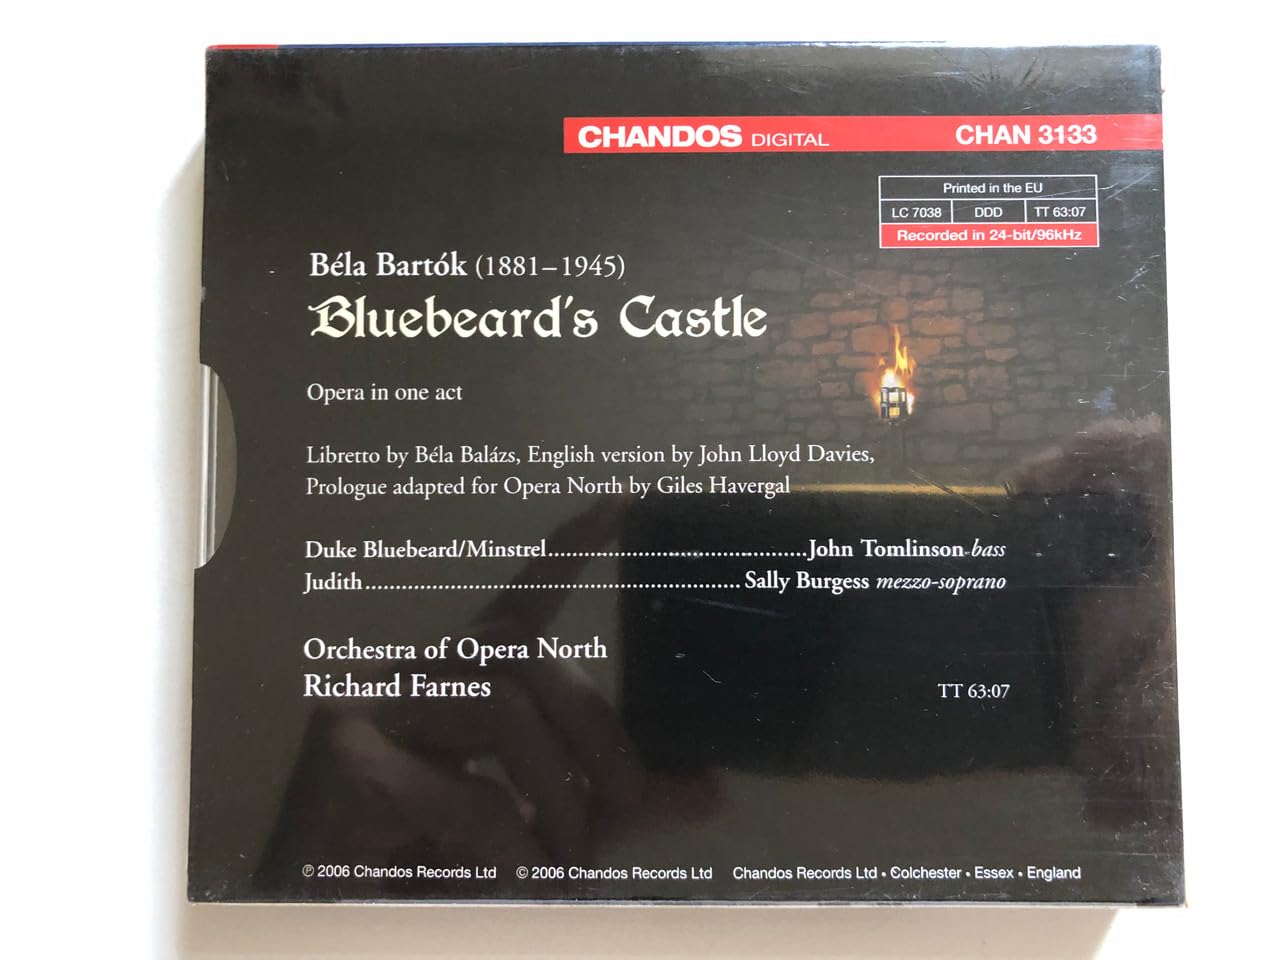 CHANDOS DIGITAL CHAN 3133
Printed in the EU
LC 7038 DDD TT 63:07
Recorded in 24-bit/96kHz
Béla Bartók (1881–1945)
Bluebeard's Castle
Opera in one act
Libretto by Béla Balázs, English version by John Lloyd Davies,
Prologue adapted for Opera North by Giles Havergal
Duke Bluebeard/Minstrel..........................................John Tomlinson bass
Judith............................................................Sally Burgess mezzo-soprano
Orchestra of Opera North
Richard Farnes TT 63:07
℗ 2006 Chandos Records Ltd © 2006 Chandos Records Ltd Chandos Records Ltd • Colchester • Essex • England